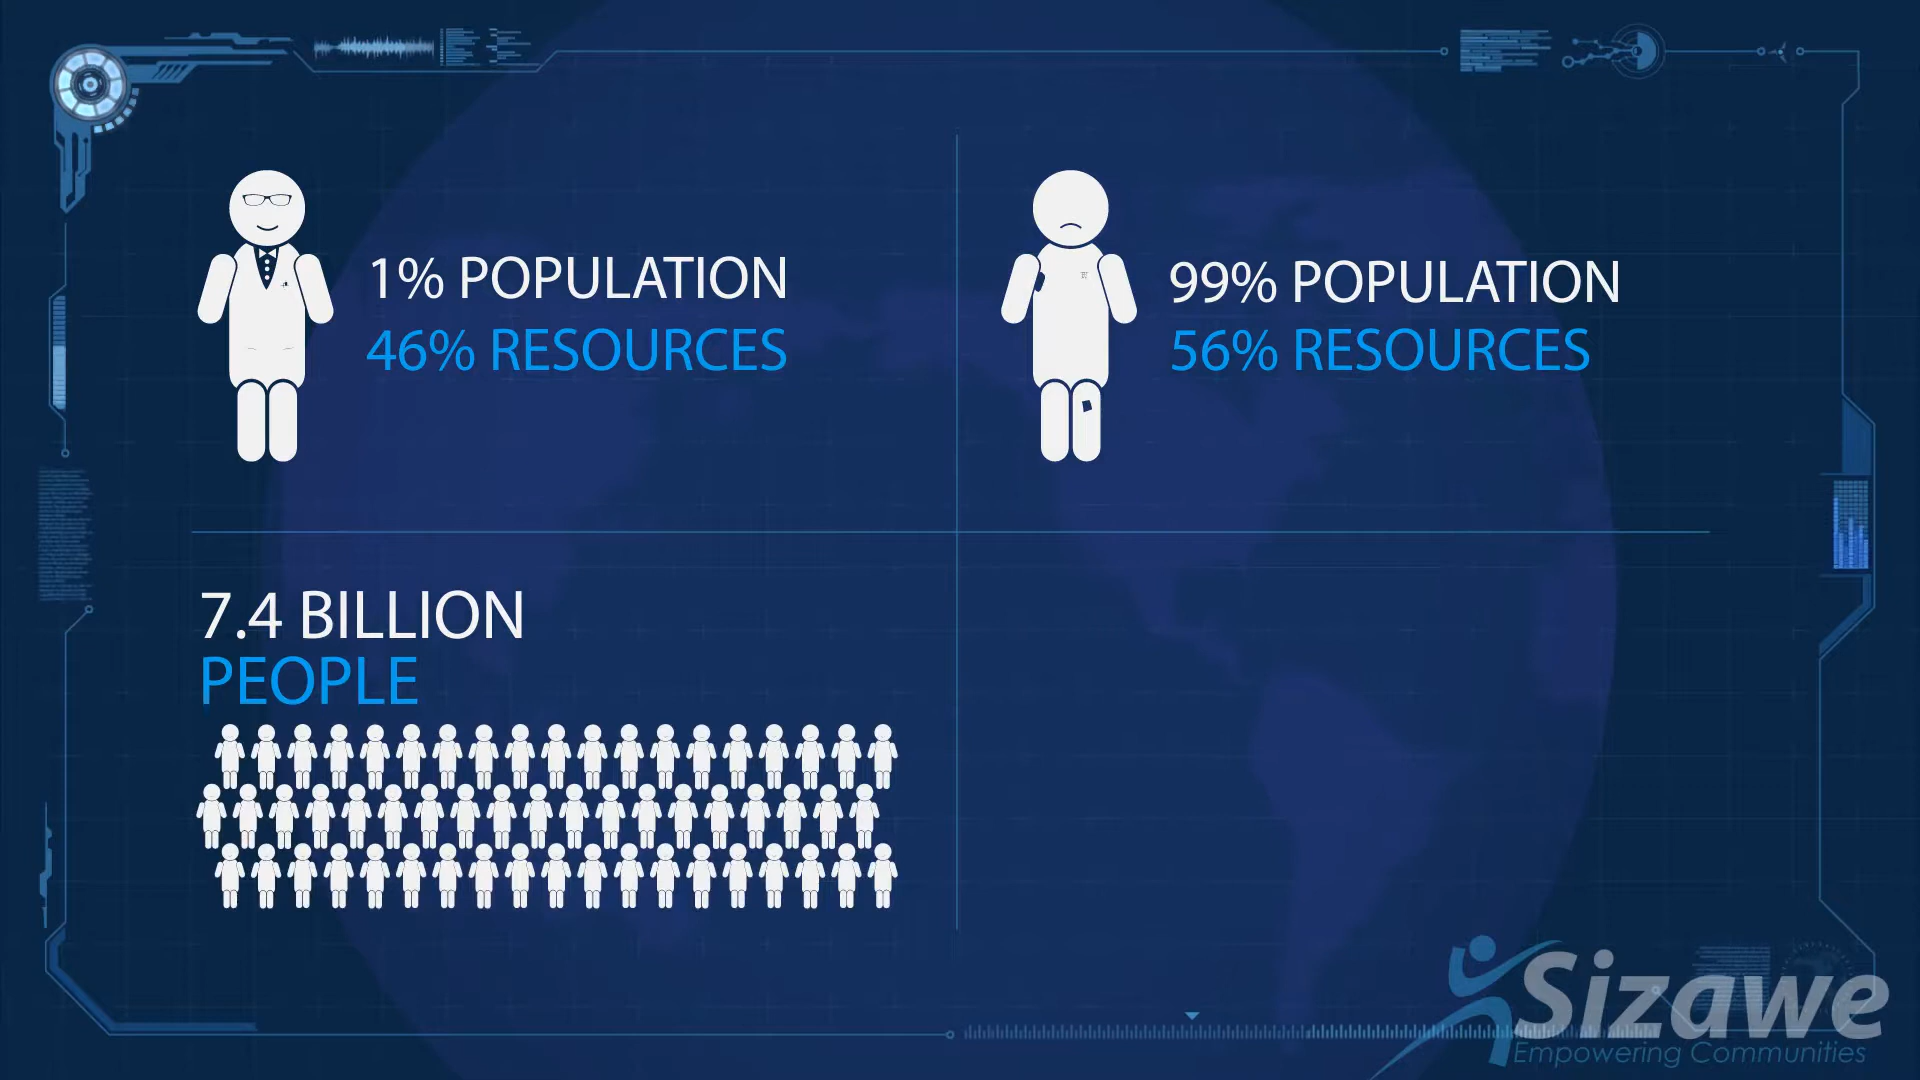 1% POPULATION
46% RESOURCES
99% POPULATION
56% RESOURCES
7.4 BILLION
PEOPLE
Sizawe
Empowering Communities